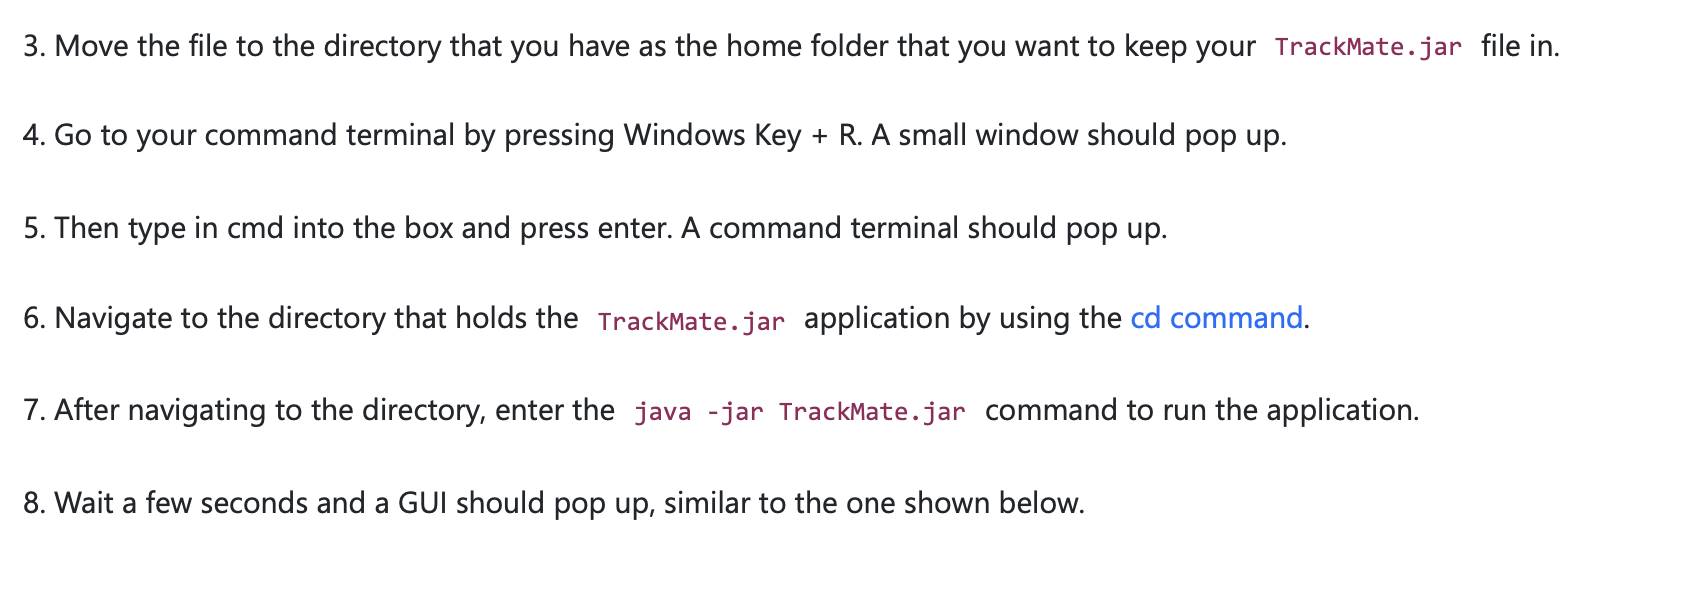 3. Move the file to the directory that you have as the home folder that you want to keep your TrackMate.jar file in.
4. Go to your command terminal by pressing Windows Key + R. A small window should pop up.
5. Then type in cmd into the box and press enter. A command terminal should pop up.
6. Navigate to the directory that holds the TrackMate.jar application by using the cd command.
7. After navigating to the directory, enter the java -jar TrackMate.jar command to run the application.
8. Wait a few seconds and a GUI should pop up, similar to the one shown below.